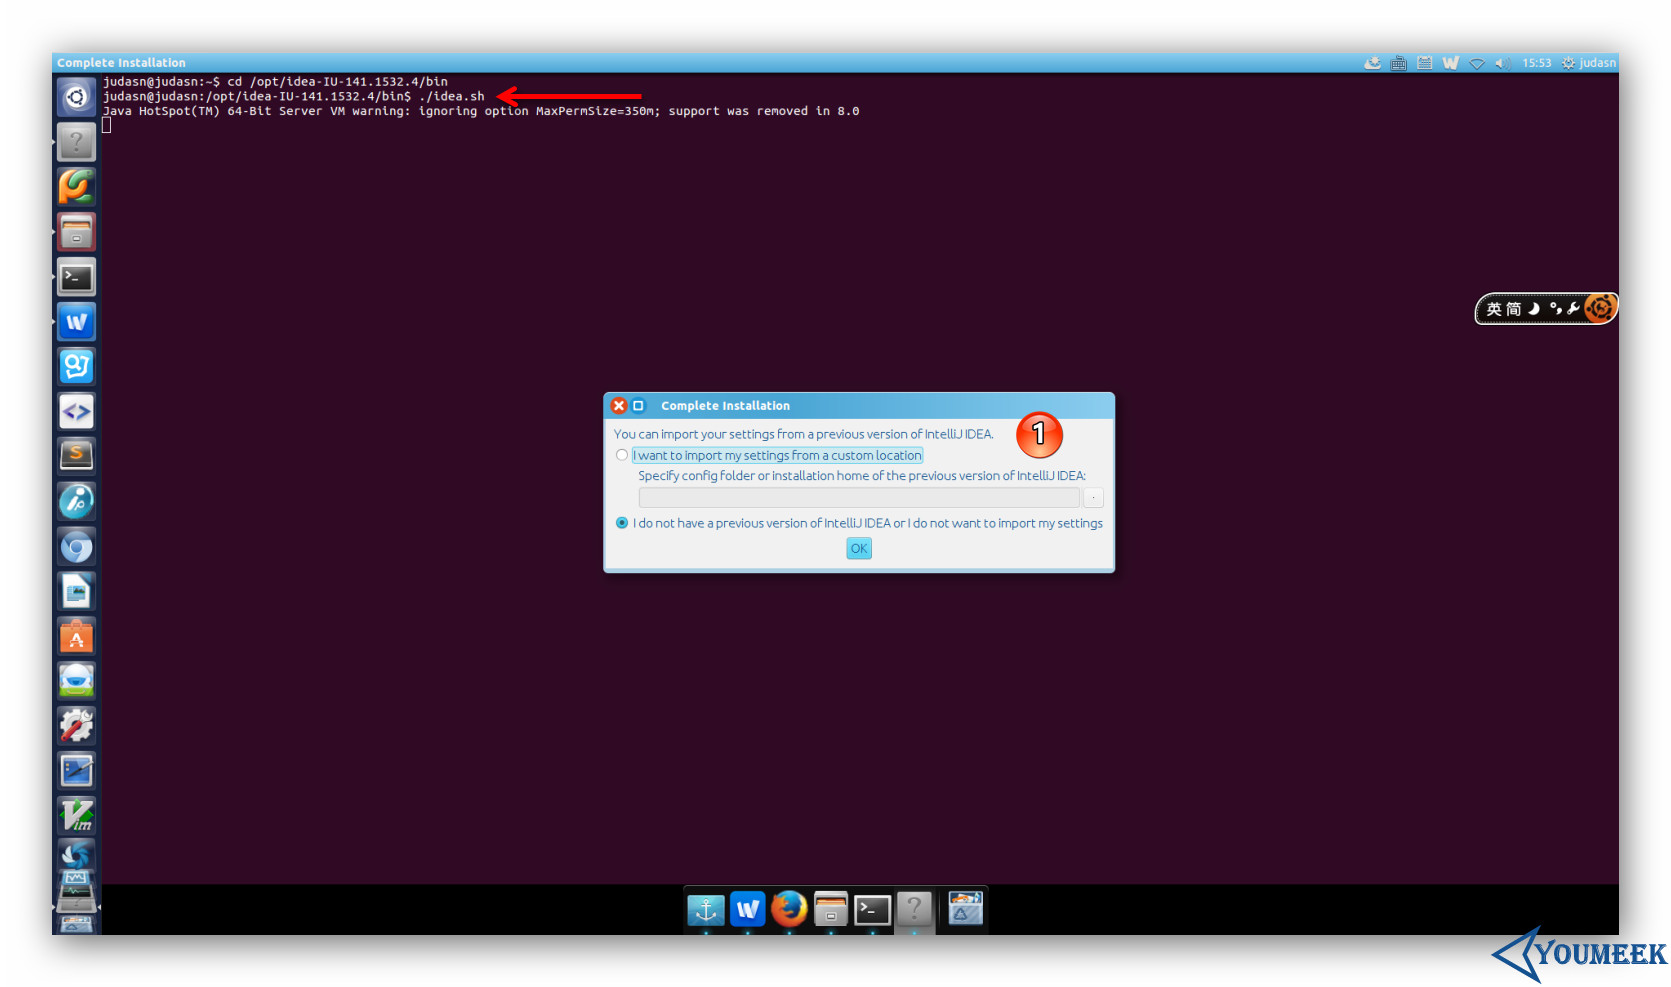 Complete Installation
15:53 judasn
judasn@judasn:~$ cd /opt/idea-IU-141.1532.4/bin
judasn@judasn:/opt/idea-IU-141.1532.4/bin$ ./idea.sh
Java HotSpot(TM) 64-Bit Server VM warning: ignoring option MaxPermSize=350m; support was removed in 8.0
英简
Complete Installation
1
You can import your settings from a previous version of IntelliJ IDEA.
I want to import my settings from a custom location
Specify config folder or installation home of the previous version of IntelliJ IDEA:
I do not have a previous version of IntelliJ IDEA or I do not want to import my settings
OK
Vim
YOUMEEK